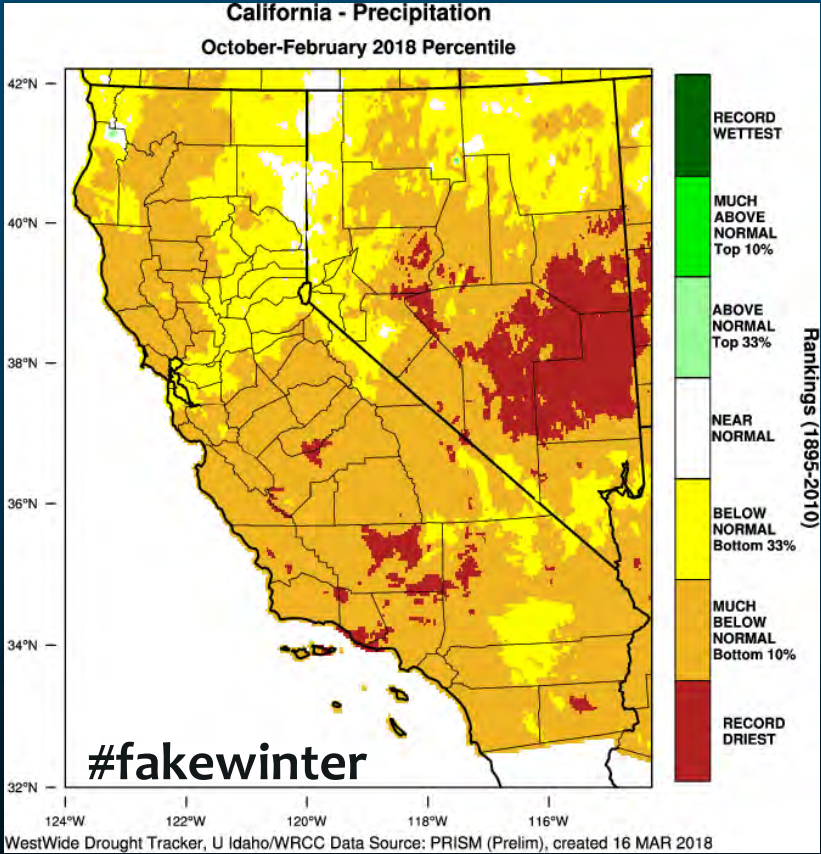 California - Precipitation
October-February 2018 Percentile
42°N
40°N
38°N
36°N
34°N
32°N
124°W
122°W
120°W
118°W
116°W
RECORD
WETTEST
MUCH
ABOVE
NORMAL
Top 10%
ABOVE
NORMAL
Top 33%
NEAR
NORMAL
BELOW
NORMAL
Bottom 33%
MUCH
BELOW
NORMAL
Bottom 10%
RECORD
DRIEST
Rankings (1895-2010)
#fakewinter
WestWide Drought Tracker, U Idaho/WRCC Data Source: PRISM (Prelim), created 16 MAR 2018